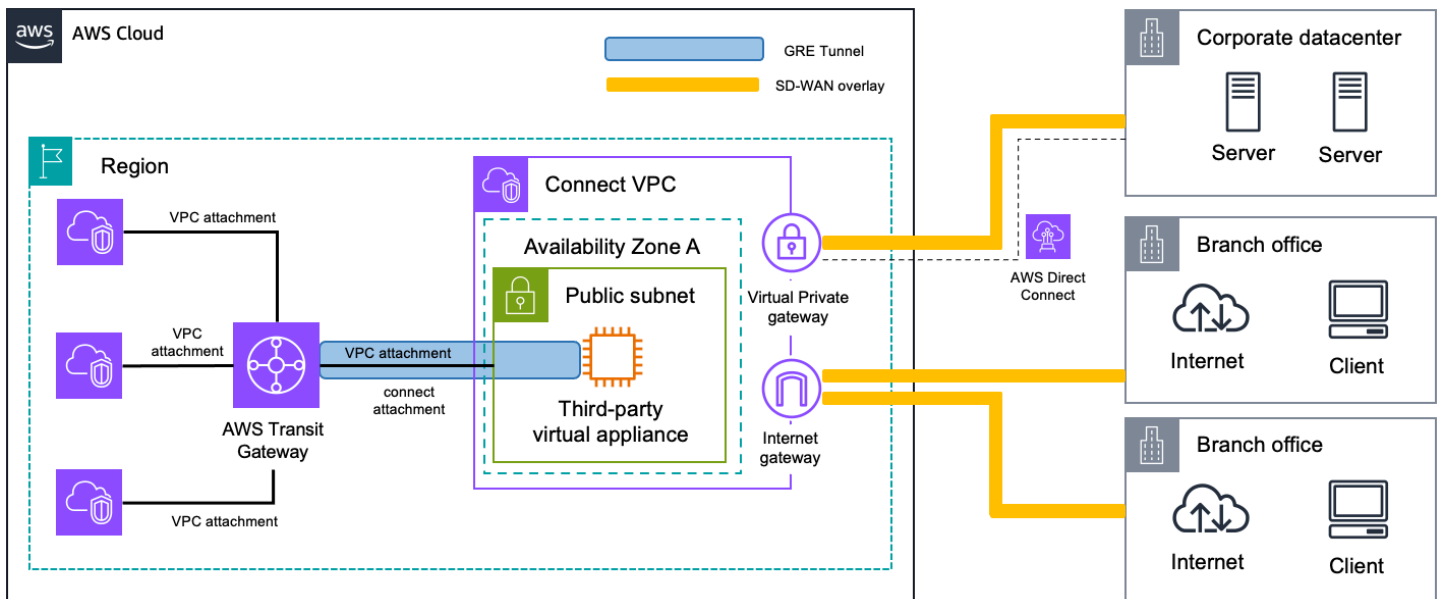 aws
AWS Cloud
GRE Tunnel
SD-WAN overlay
Corporate datacenter
Server
Server
Region
VPC attachment
Connect VPC
Availability Zone A
Public subnet
Virtual Private
gateway
AWS Direct
Connect
Branch office
Internet
Client
VPC
attachment
VPC attachment
connect
attachment
AWS Transit
Gateway
Third-party
virtual appliance
Internet
gateway
VPC attachment
Branch office
Internet
Client